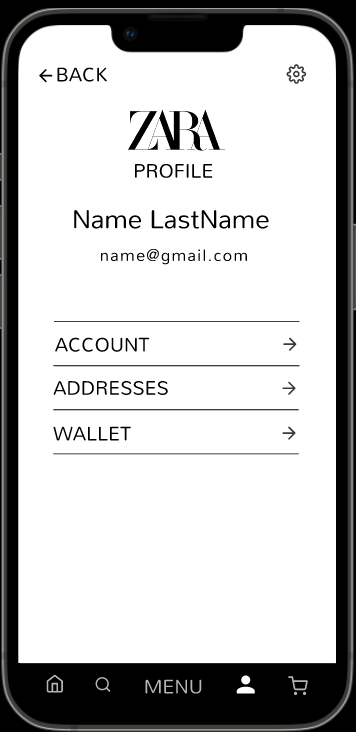 BACK
ZARA
PROFILE
Name LastName
name@gmail.com
ACCOUNT
ADDRESSES
WALLET
MENU